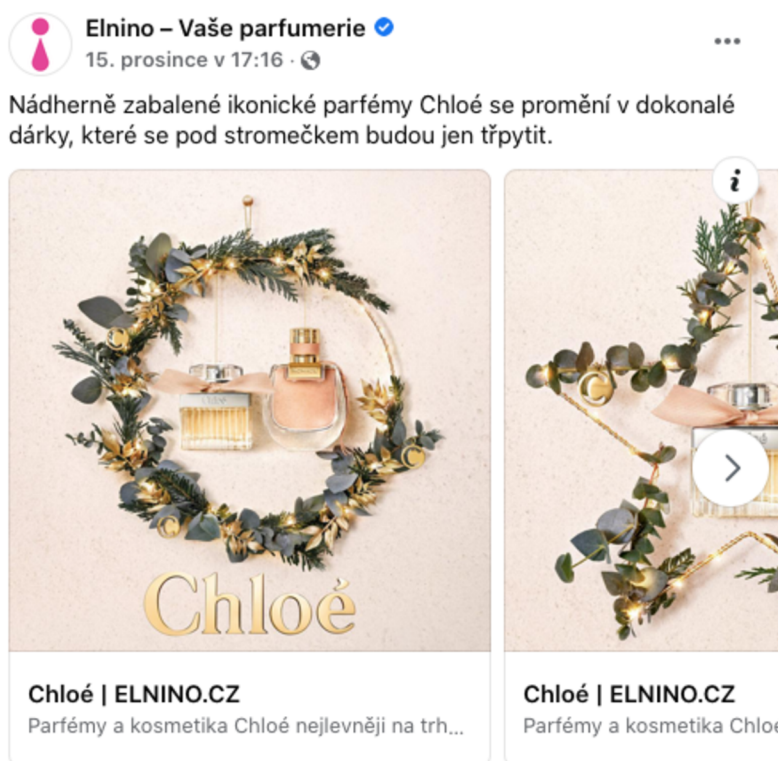 Elnino – Vaše parfumerie
15. prosince v 17:16 ·
Nádherně zabalené ikonické parfémy Chloé se promění v dokonalé
dárky, které se pod stromečkem budou jen třpytit.
Chloé
Chloé
Chloé | ELNINO.CZ
Parfémy a kosmetika Chloé nejlevněji na trh...
Chloé | ELNINO.CZ
Parfémy a kosmetika Chloé